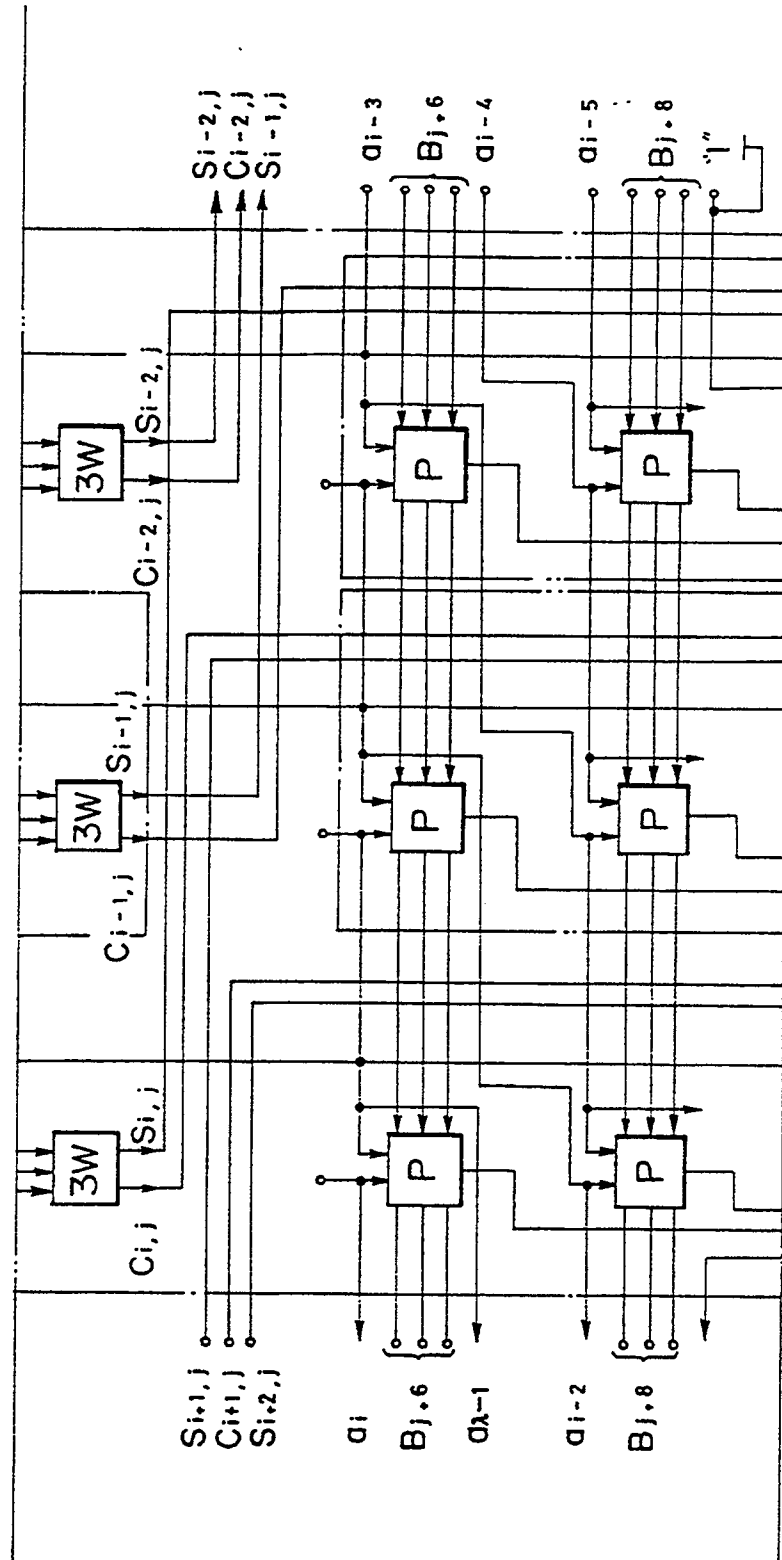 Si-2, j
Ci-2, j
Si-1, j
ai-3
Bj+6
ai-4
ai-5
Bj+8
"1"
3W
Si-2, j
Ci-2, j
P
P
3W
Si-1, j
Ci-1, j
P
P
3W
Si, j
Ci, j
P
P
Si+1, j
Ci+1, j
Si+2, j
ai
Bj+6
aλ-1
ai-2
Bj+8